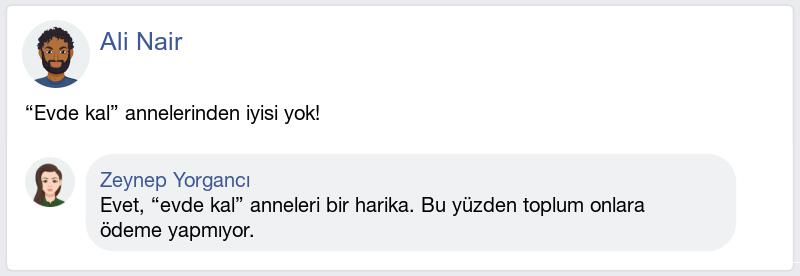 Ali Nair
“Evde kal” annelerinden iyisi yok!
Zeynep Yorgancı
Evet, “evde kal” anneleri bir harika. Bu yüzden toplum onlara
ödeme yapmıyor.